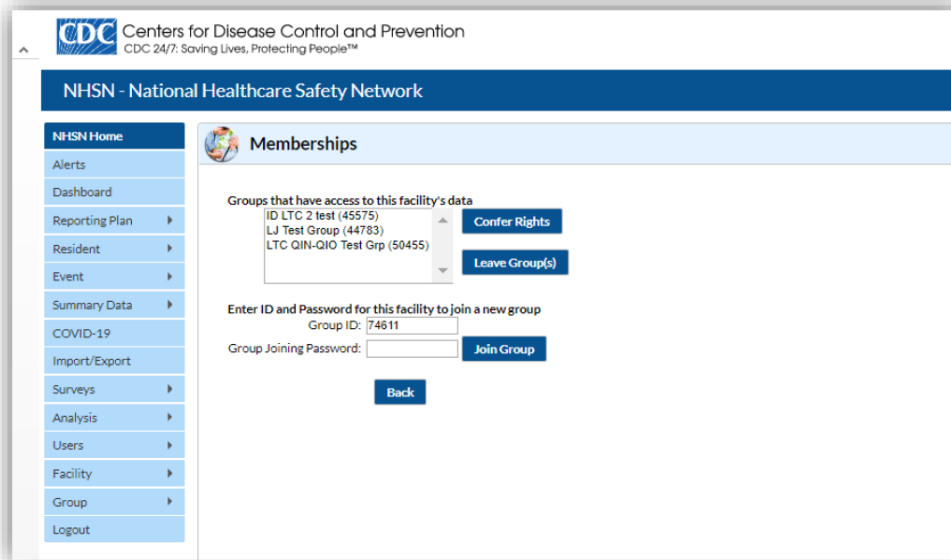 CDC Centers for Disease Control and Prevention
CDC 24/7: Saving Lives, Protecting People™
NHSN - National Healthcare Safety Network
NHSN Home
Alerts
Dashboard
Reporting Plan
Resident
Event
Summary Data
COVID-19
Import/Export
Surveys
Analysis
Users
Facility
Group
Logout
Memberships
Groups that have access to this facility's data
ID LTC 2 test (45575)
LJ Test Group (44783)
LTC QIN-QIO Test Grp (50455)
Confer Rights
Leave Group(s)
Enter ID and Password for this facility to join a new group
Group ID: 74611
Group Joining Password: Join Group
Back